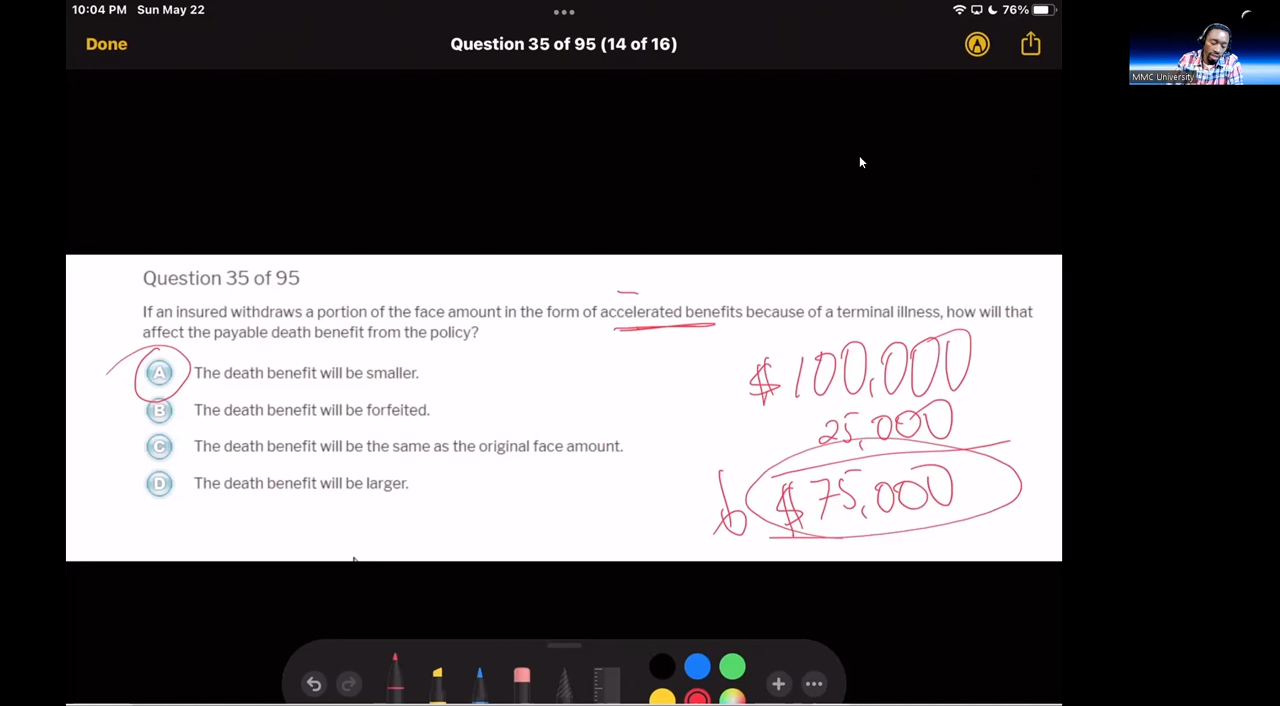 10:04 PM Sun May 22
76%
Done
Question 35 of 95 (14 of 16)
MMC University
Question 35 of 95
If an insured withdraws a portion of the face amount in the form of accelerated benefits because of a terminal illness, how will that
affect the payable death benefit from the policy?
A The death benefit will be smaller.
B The death benefit will be forfeited.
C The death benefit will be the same as the original face amount.
D The death benefit will be larger.
$100,000
25,000
$75,000